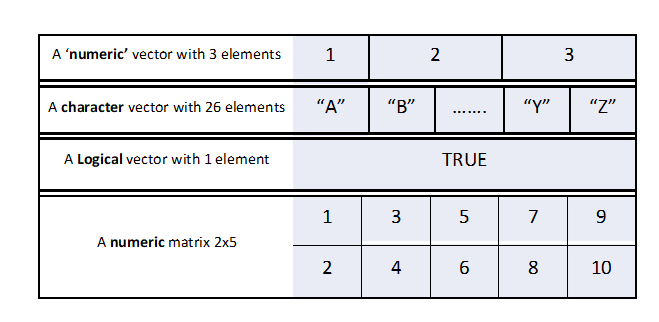 A ‘numeric’ vector with 3 elements 1 2 3
A character vector with 26 elements “A” “B” ……. “Y” “Z”
A Logical vector with 1 element TRUE
A numeric matrix 2x5
1 3 5 7 9
2 4 6 8 10